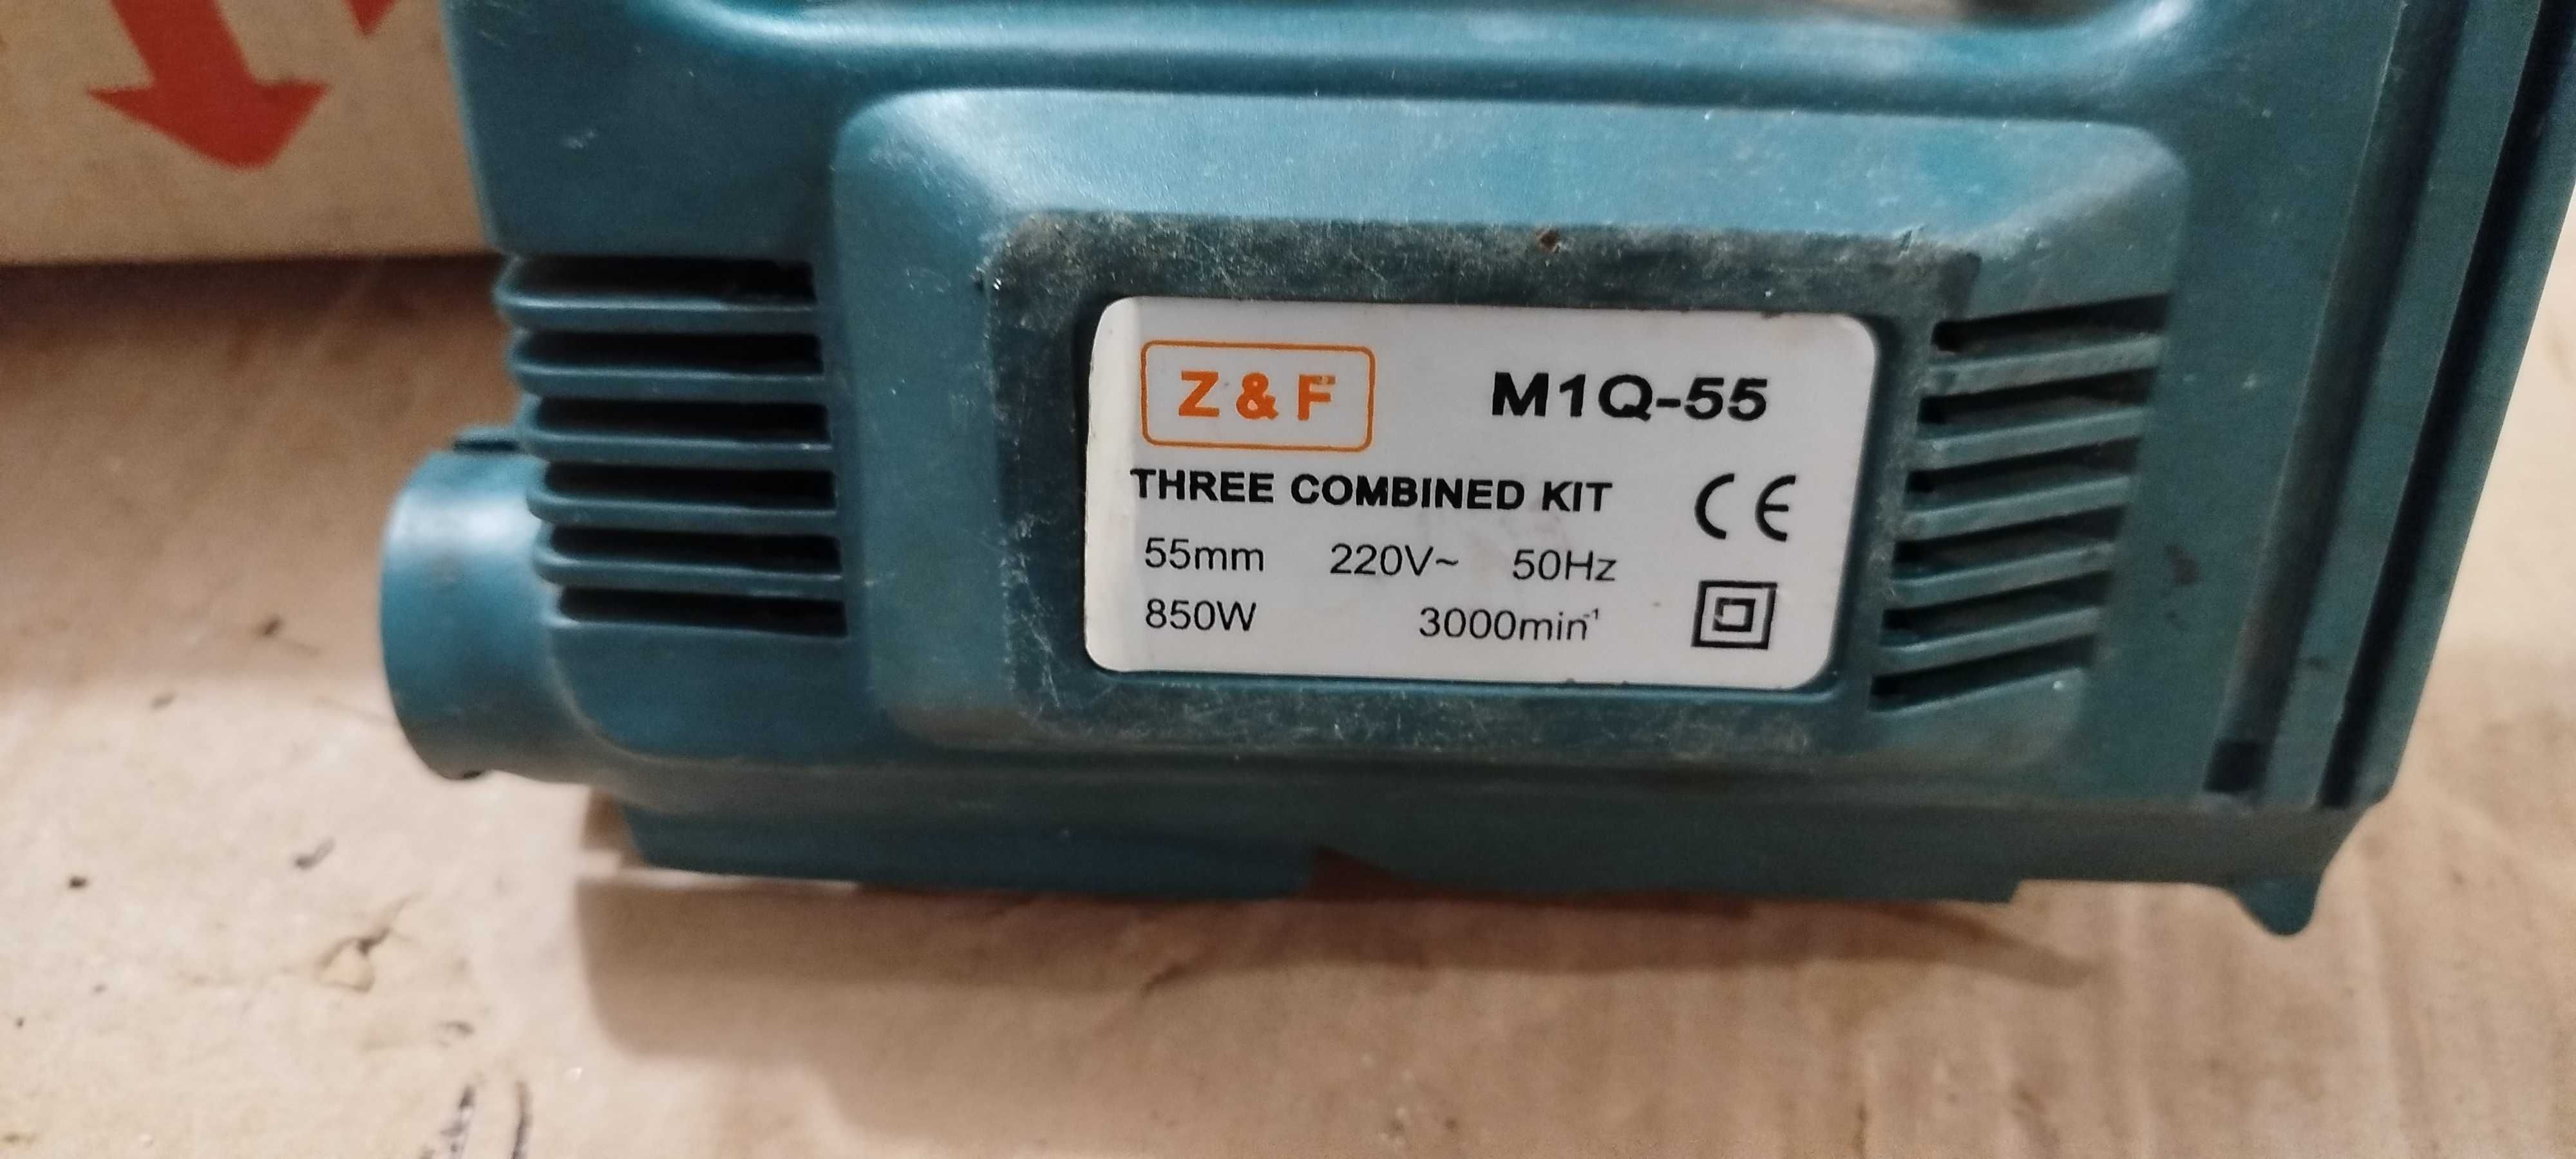 Z & F M1Q-55
THREE COMBINED KIT CE
55mm 220V~ 50Hz
850W 3000min⁻¹